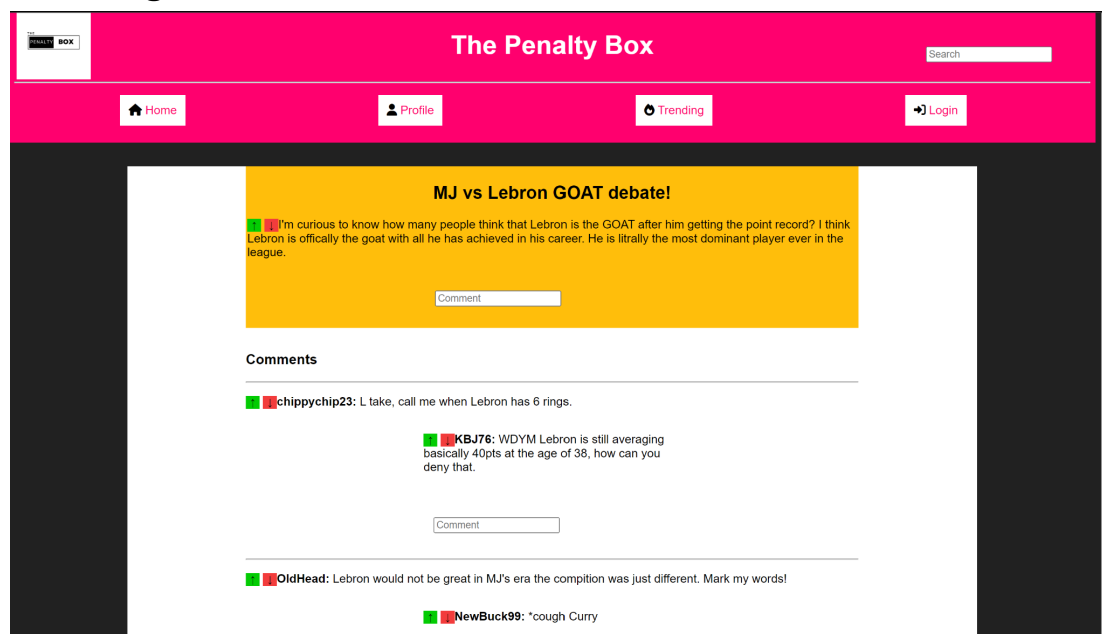 THE
PENALTY BOX
The Penalty Box
Search
Home
Profile
Trending
Login
MJ vs Lebron GOAT debate!
↑ ↓I'm curious to know how many people think that Lebron is the GOAT after him getting the point record? I think
Lebron is offically the goat with all he has achieved in his career. He is litrally the most dominant player ever in the
league.
Comment
Comments
↑ ↓chippychip23: L take, call me when Lebron has 6 rings.
↑ ↓KBJ76: WDYM Lebron is still averaging
basically 40pts at the age of 38, how can you
deny that.
Comment
↑ ↓OldHead: Lebron would not be great in MJ's era the compition was just different. Mark my words!
↑ ↓NewBuck99: *cough Curry